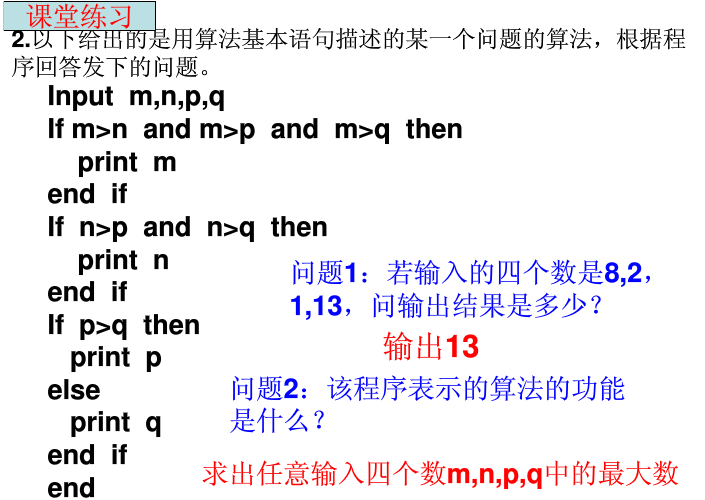 课堂练习
2.以下给出的是用算法基本语句描述的某一个问题的算法，根据程
序回答发下的问题。
Input m,n,p,q
If m>n and m>p and m>q then
print m
end if
If n>p and n>q then
print n
end if
If p>q then
print p
else
print q
end if
end
问题1：若输入的四个数是8,2，
1,13，问输出结果是多少？
输出13
问题2：该程序表示的算法的功能
是什么？
求出任意输入四个数m,n,p,q中的最大数